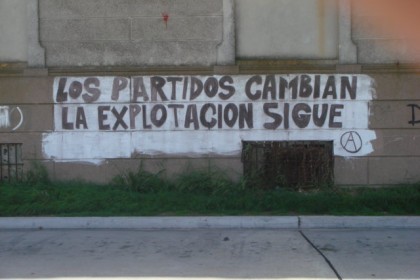 LOS PARTIDOS CAMBIAN
LA EXPLOTACION SIGUE
A